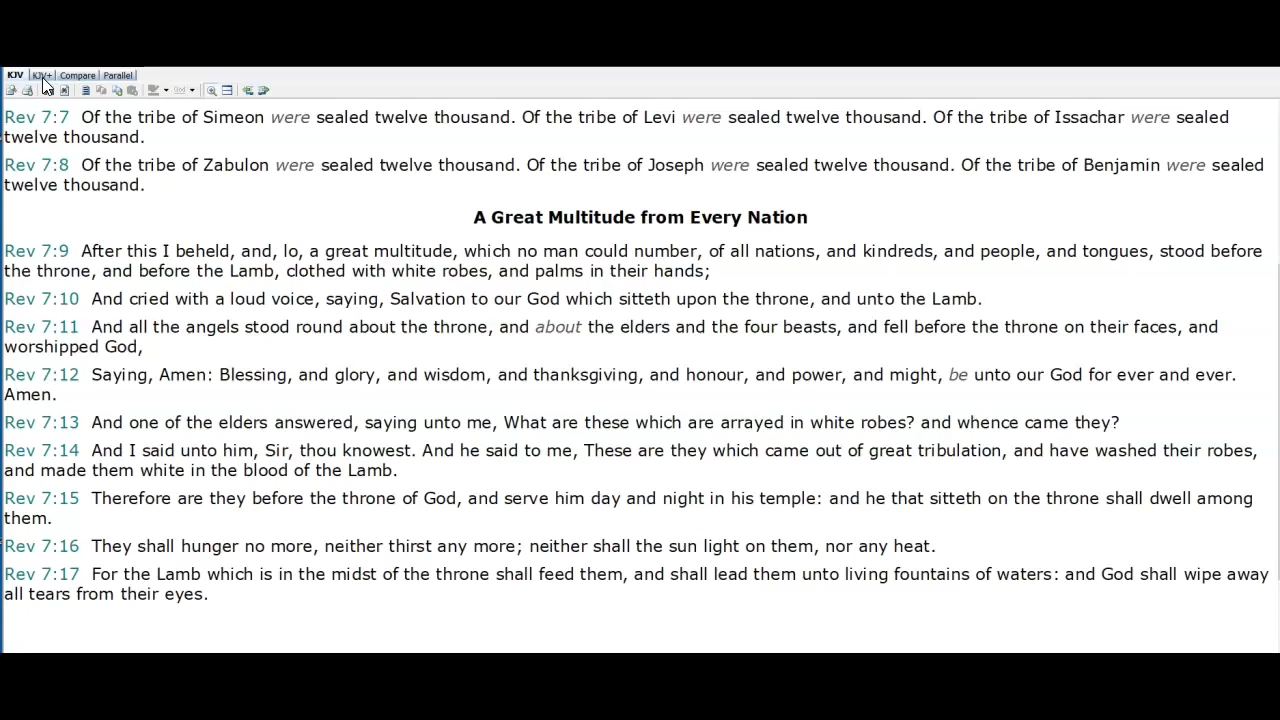 KJV KJV+ Compare Parallel
Rev 7:7 Of the tribe of Simeon were sealed twelve thousand. Of the tribe of Levi were sealed twelve thousand. Of the tribe of Issachar were sealed
twelve thousand.
Rev 7:8 Of the tribe of Zabulon were sealed twelve thousand. Of the tribe of Joseph were sealed twelve thousand. Of the tribe of Benjamin were sealed
twelve thousand.
A Great Multitude from Every Nation
Rev 7:9 After this I beheld, and, lo, a great multitude, which no man could number, of all nations, and kindreds, and people, and tongues, stood before
the throne, and before the Lamb, clothed with white robes, and palms in their hands;
Rev 7:10 And cried with a loud voice, saying, Salvation to our God which sitteth upon the throne, and unto the Lamb.
Rev 7:11 And all the angels stood round about the throne, and about the elders and the four beasts, and fell before the throne on their faces, and
worshipped God,
Rev 7:12 Saying, Amen: Blessing, and glory, and wisdom, and thanksgiving, and honour, and power, and might, be unto our God for ever and ever.
Amen.
Rev 7:13 And one of the elders answered, saying unto me, What are these which are arrayed in white robes? and whence came they?
Rev 7:14 And I said unto him, Sir, thou knowest. And he said to me, These are they which came out of great tribulation, and have washed their robes,
and made them white in the blood of the Lamb.
Rev 7:15 Therefore are they before the throne of God, and serve him day and night in his temple: and he that sitteth on the throne shall dwell among
them.
Rev 7:16 They shall hunger no more, neither thirst any more; neither shall the sun light on them, nor any heat.
Rev 7:17 For the Lamb which is in the midst of the throne shall feed them, and shall lead them unto living fountains of waters: and God shall wipe away
all tears from their eyes.